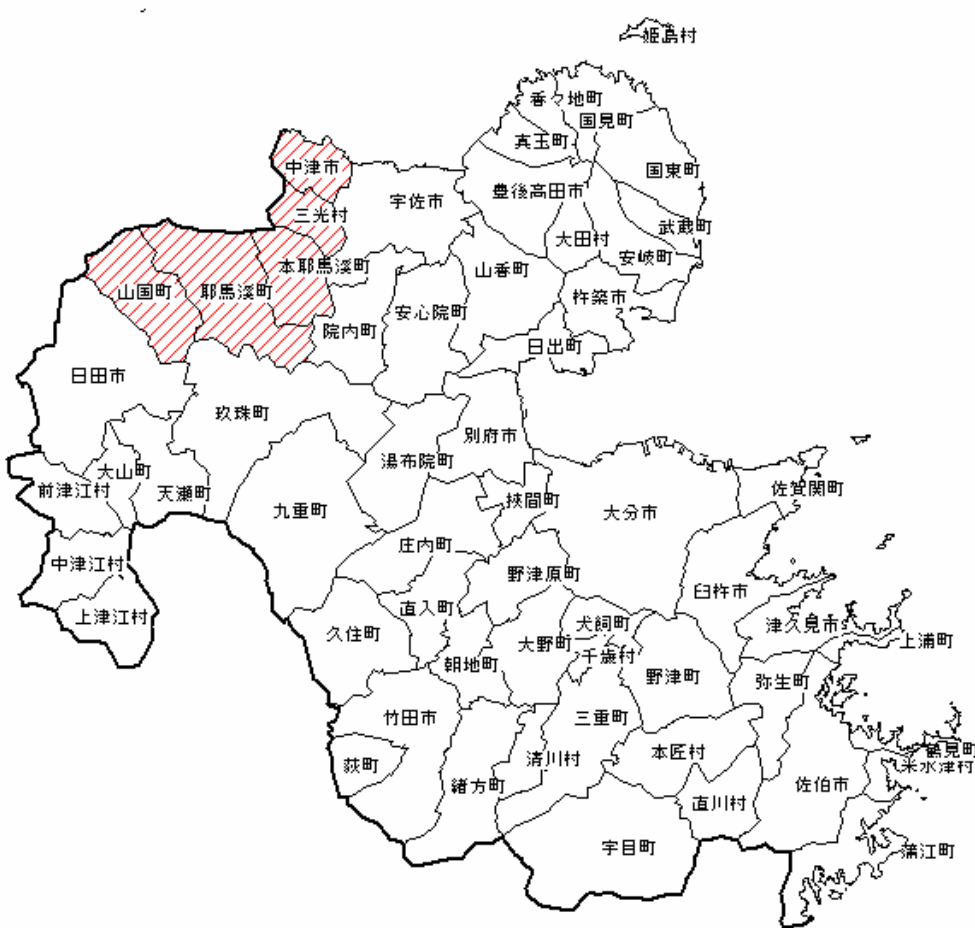 姫島村
香々地町
国見町
真玉町
中津市
国東町
豊後高田市
宇佐市
三光村
武蔵町
大田村
安岐町
本耶馬溪町
山香町
山国町
耶馬溪町
杵築市
安心院町
院内町
日出町
日田市
玖珠町
別府市
湯布院町
大山町
前津江村
佐賀関町
天瀬町
挾間町
九重町
大分市
庄内町
中津江村
野津原町
臼杵市
直入町
上津江村
犬飼町
津久見市
久住町
大野町
上浦町
千歳村
朝地町
野津町
弥生町
竹田市
三重町
鶴見町
本匠村
清川村
荻町
米水津村
緒方町
佐伯市
直川村
宇目町
蒲江町